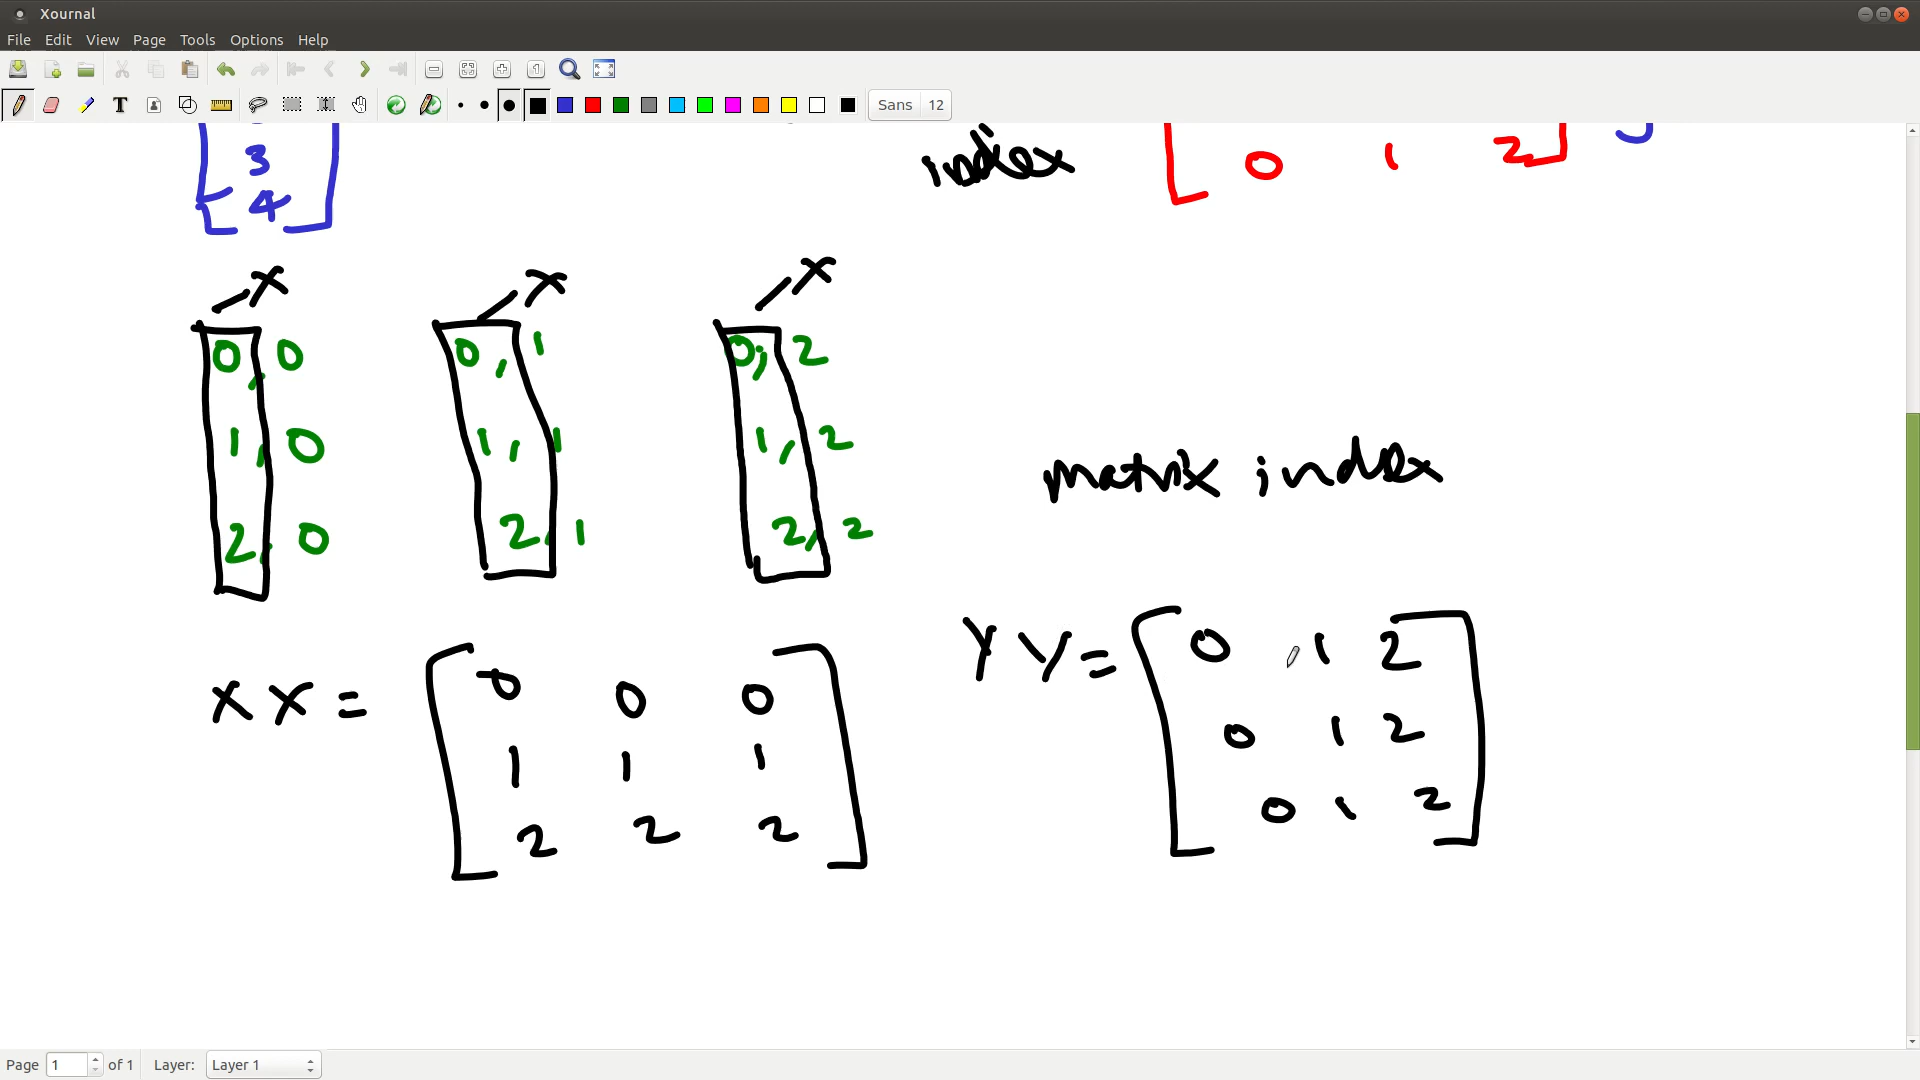 Xournal
File Edit View Page Tools Options Help
Sans 12
3
4
index
0 1 2
X X X
0,0 0,1 0,2
1,0 1,1 1,2
2,0 2,1 2,2
matrix index
XX =
0 0 0
1 1 1
2 2 2
YY =
0 , 1 2
0 1 2
0 1 2
Page 1 of 1 Layer: Layer 1